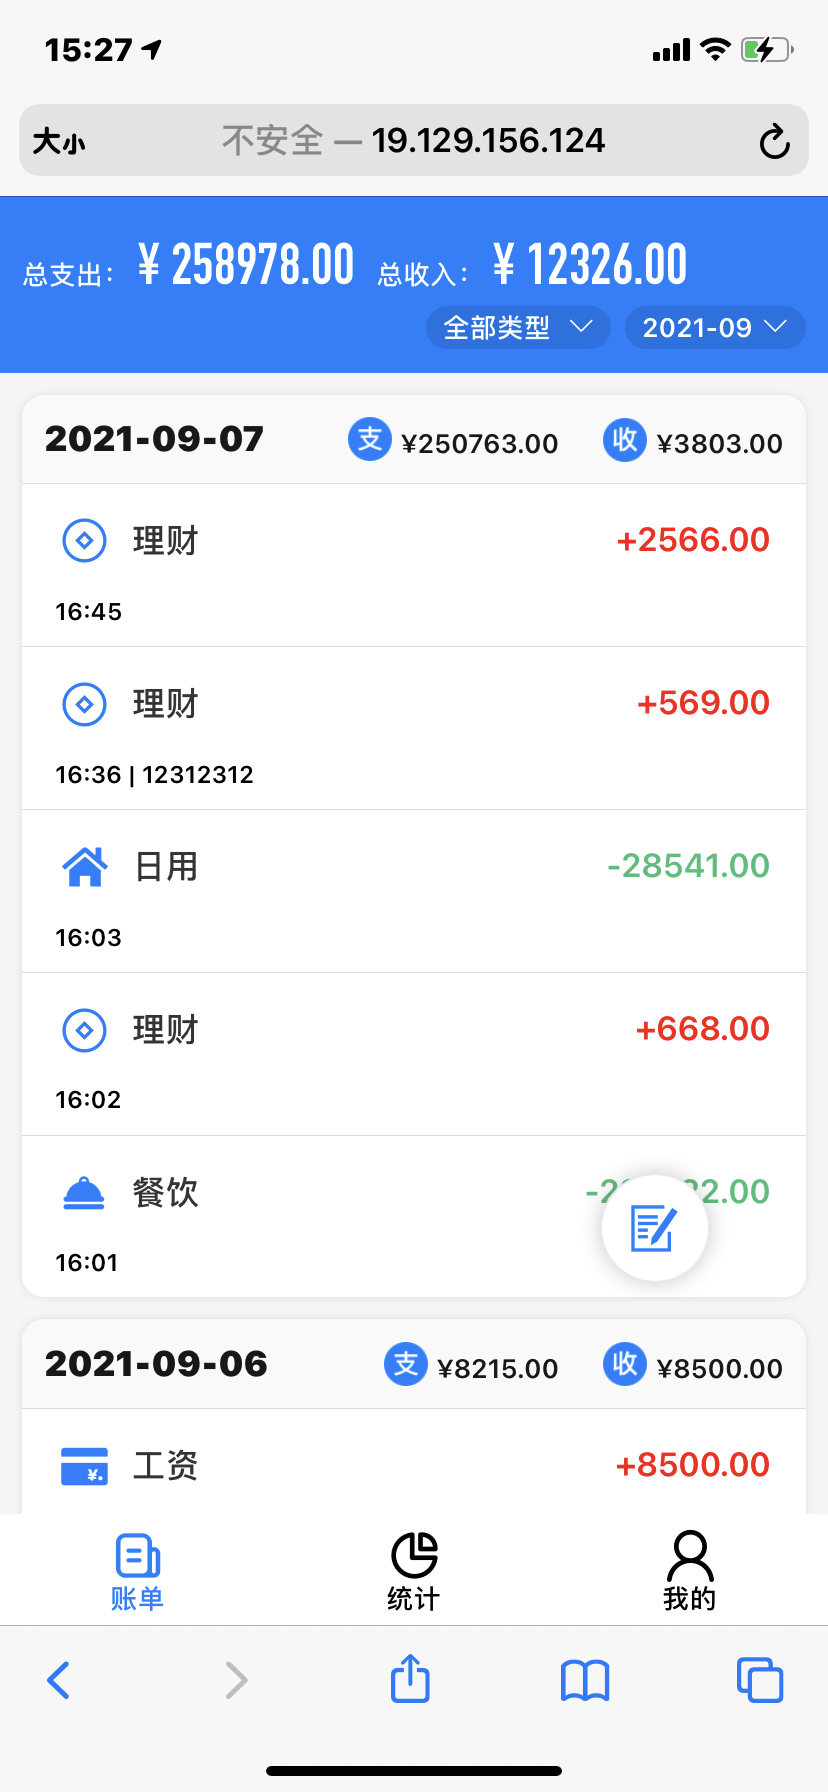 15:27
大小 不安全 — 19.129.156.124
总支出： ¥ 258978.00 总收入： ¥ 12326.00
全部类型 2021-09
2021-09-07 支 ¥250763.00 收 ¥3803.00
理财 +2566.00
16:45
理财 +569.00
16:36 | 12312312
日用 -28541.00
16:03
理财 +668.00
16:02
餐饮
16:01
2021-09-06 支 ¥8215.00 收 ¥8500.00
¥. 工资 +8500.00
账单 统计 我的